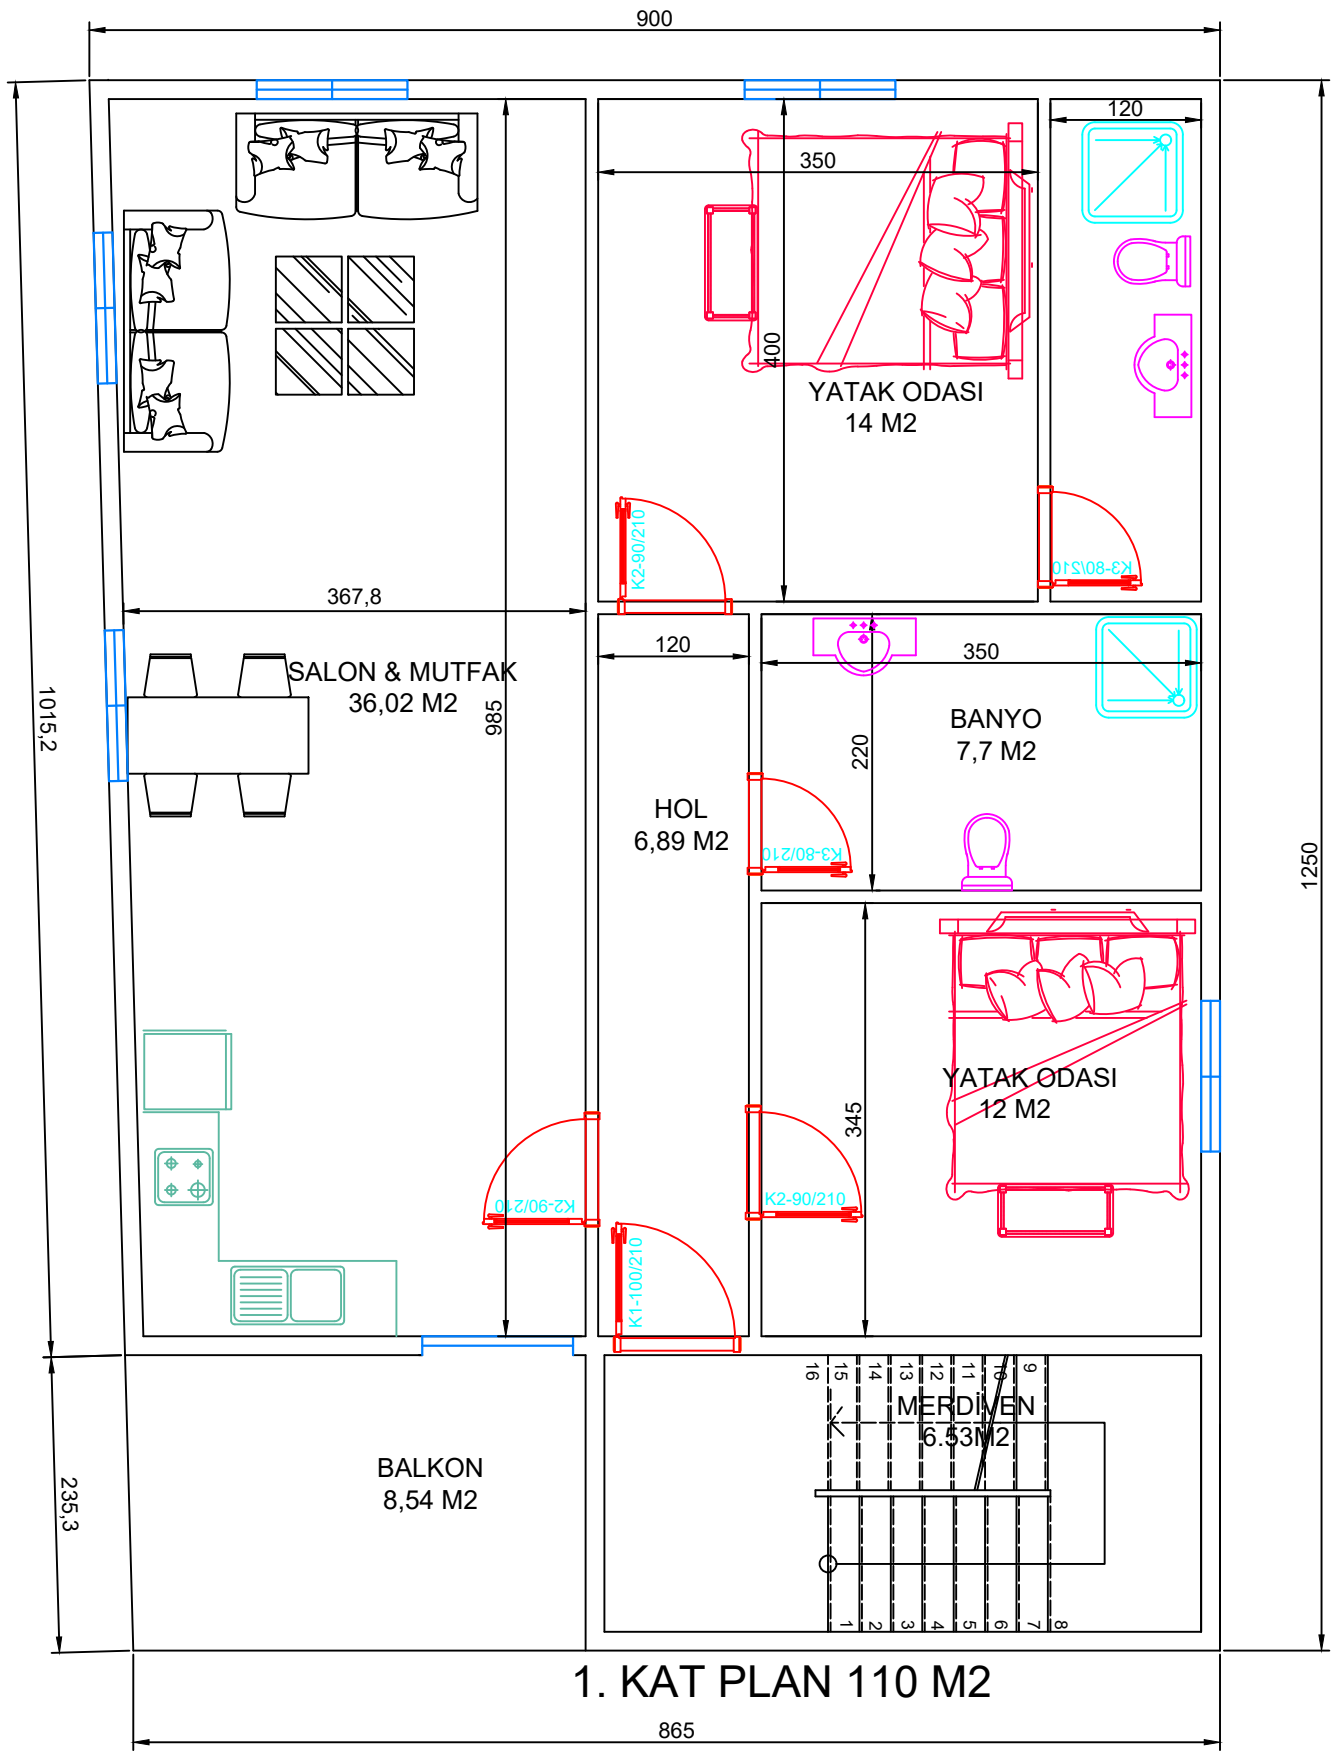 900
120
350
400
YATAK ODASI
14 M2
K2-90/210
K3-80/210
367,8
120
350
SALON & MUTFAK
36,02 M2
985
1015,2
BANYO
7,7 M2
220
HOL
6,89 M2
K3-80/210
1250
YATAK ODASI
12 M2
345
K2-90/210
K2-90/210
K1-100/210
16 15 14 13 12 11 10 9
MERDİVEN
6.53M2
BALKON
8,54 M2
235,3
1 2 3 4 5 6 7 8
1. KAT PLAN 110 M2
865